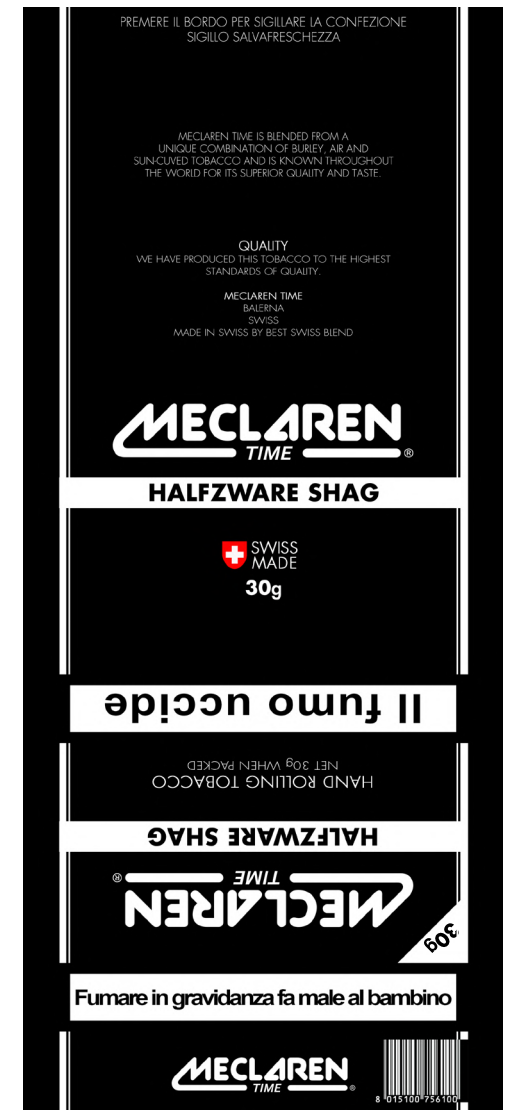 PREMERE IL BORDO PER SIGILLARE LA CONFEZIONE
SIGILLO SALVAFRESCHEZZA
MECLAREN TIME IS BLENDED FROM A
UNIQUE COMBINATION OF BURLEY, AIR AND
SUN-CUVED TOBACCO AND IS KNOWN THROUGHOUT
THE WORLD FOR ITS SUPERIOR QUALITY AND TASTE.
QUALITY
WE HAVE PRODUCED THIS TOBACCO TO THE HIGHEST
STANDARDS OF QUALITY.
MECLAREN TIME
BALERNA
SWISS
MADE IN SWISS BY BEST SWISS BLEND
MECLAREN
TIME ®
HALFZWARE SHAG
SWISS
MADE
30g
Il fumo uccide
HAND ROLLING TOBACCO
NET 30g WHEN PACKED
HALFZWARE SHAG
MECLAREN
TIME ®
30g
Fumare in gravidanza fa male al bambino
MECLAREN
TIME ®
8 015100 756100